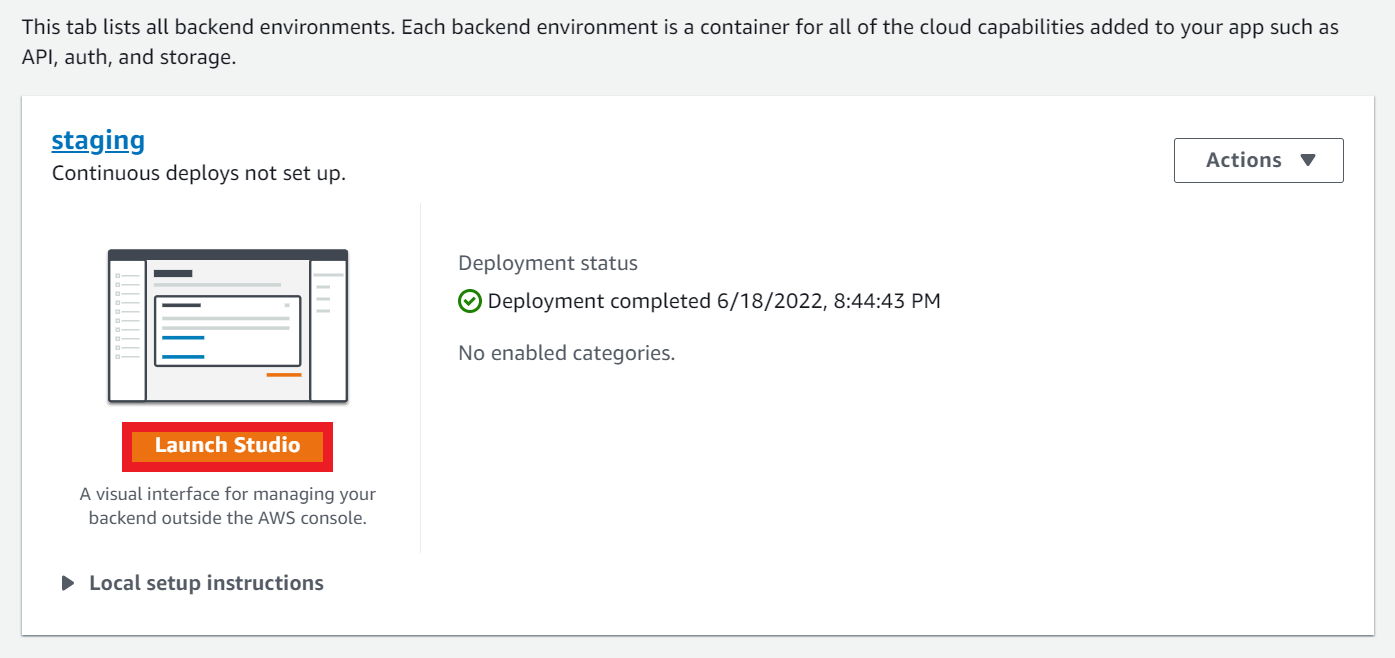 This tab lists all backend environments. Each backend environment is a container for all of the cloud capabilities added to your app such as
API, auth, and storage.
staging
Continuous deploys not set up.
Actions
Deployment status
Deployment completed 6/18/2022, 8:44:43 PM
No enabled categories.
Launch Studio
A visual interface for managing your
backend outside the AWS console.
Local setup instructions